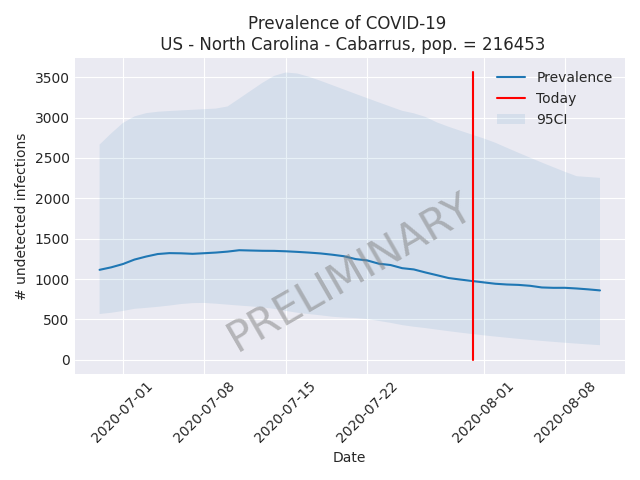 Prevalence of COVID-19
US - North Carolina - Cabarrus, pop. = 216453
Prevalence
Today
95CI
3500
3000
2500
2000
1500
1000
500
0
# undetected infections
PRELIMINARY
2020-07-01
2020-07-08
2020-07-15
2020-07-22
2020-08-01
2020-08-08
Date